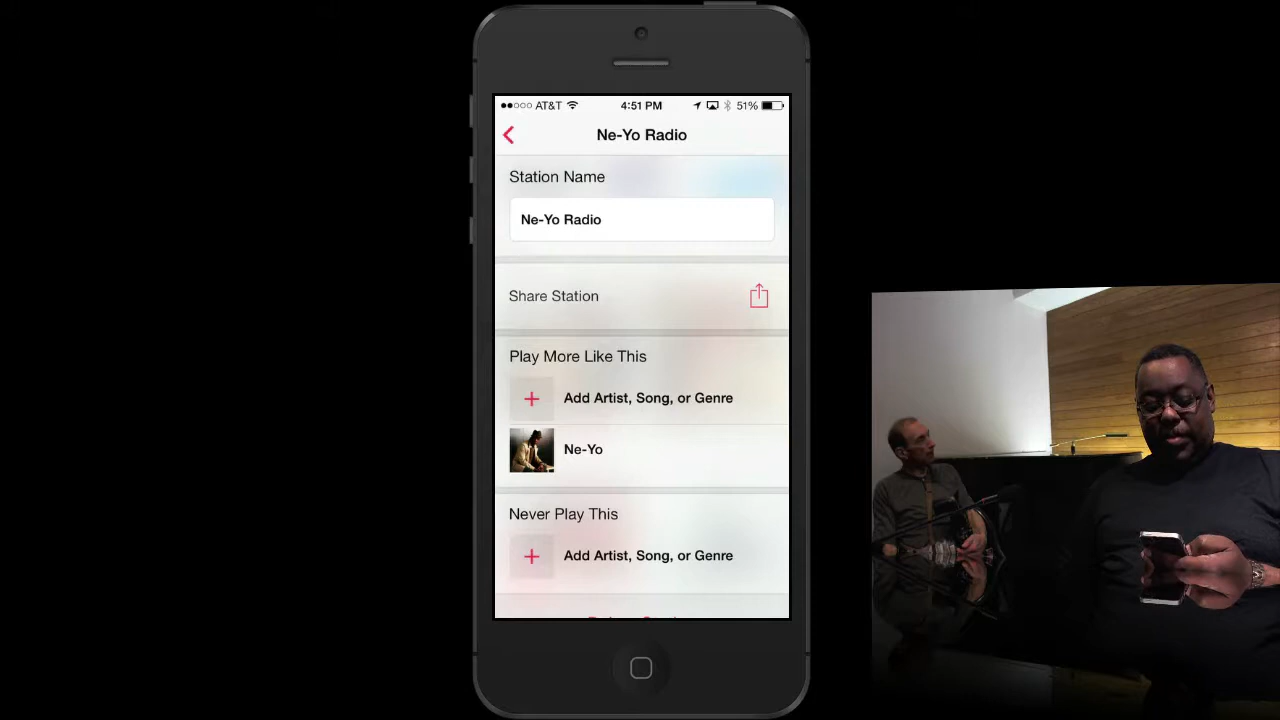 AT&T 4:51 PM 51%
Ne-Yo Radio
Station Name
Ne-Yo Radio
Share Station
Play More Like This
Add Artist, Song, or Genre
Ne-Yo
Never Play This
Add Artist, Song, or Genre